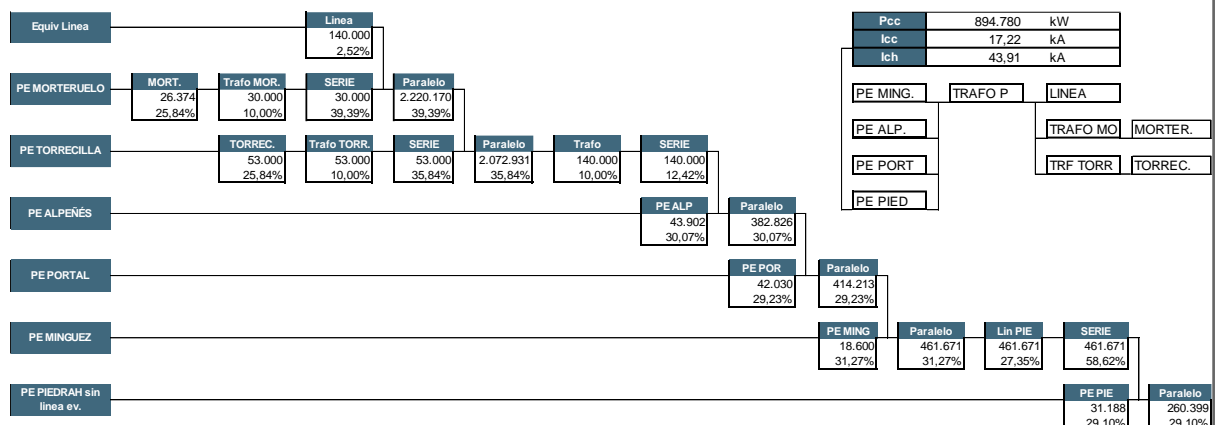 Equiv Linea
Linea
140.000
2,52%
Pcc 894.780 kW
Icc 17,22 kA
Ich 43,91 kA
PE MORTERUELO
MORT. Trafo MOR. SERIE Paralelo
26.374 30.000 30.000 2.220.170
25,84% 10,00% 39,39% 39,39%
PE MING. TRAFO P LINEA
PE ALP. TRAFO MO MORTER.
PE PORT TRF TORR TORREC.
PE PIED
PE TORRECILLA
TORREC. Trafo TORR. SERIE Paralelo Trafo SERIE
53.000 53.000 53.000 2.072.931 140.000 140.000
25,84% 10,00% 35,84% 35,84% 10,00% 12,42%
PE ALPEÑÉS
PE ALP Paralelo
43.902 382.826
30,07% 30,07%
PE PORTAL
PE POR Paralelo
42.030 414.213
29,23% 29,23%
PE MINGUEZ
PE MING Paralelo Lin PIE SERIE
18.600 461.671 461.671 461.671
31,27% 31,27% 27,35% 58,62%
PE PIEDRAH sin
linea ev.
PE PIE Paralelo
31.188 260.399
29,10% 29,10%